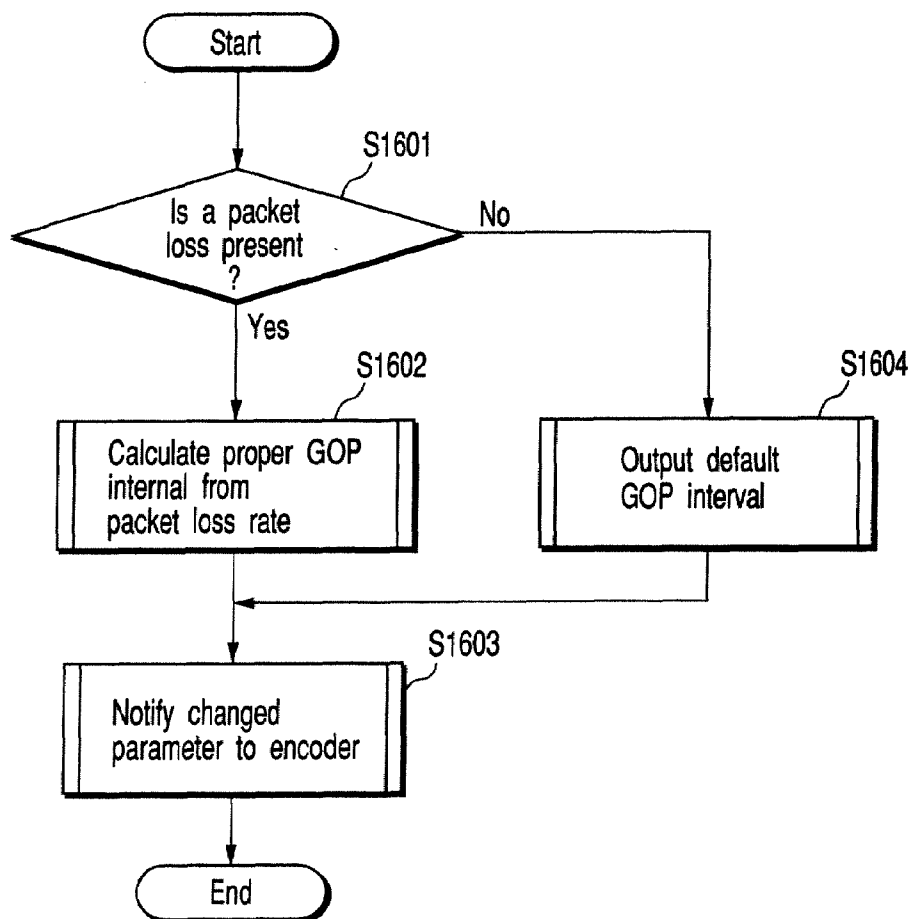 Start
S1601
Is a packet
loss present
?
No
Yes
S1602
Calculate proper GOP
internal from
packet loss rate
S1604
Output default
GOP interval
S1603
Notify changed
parameter to encoder
End